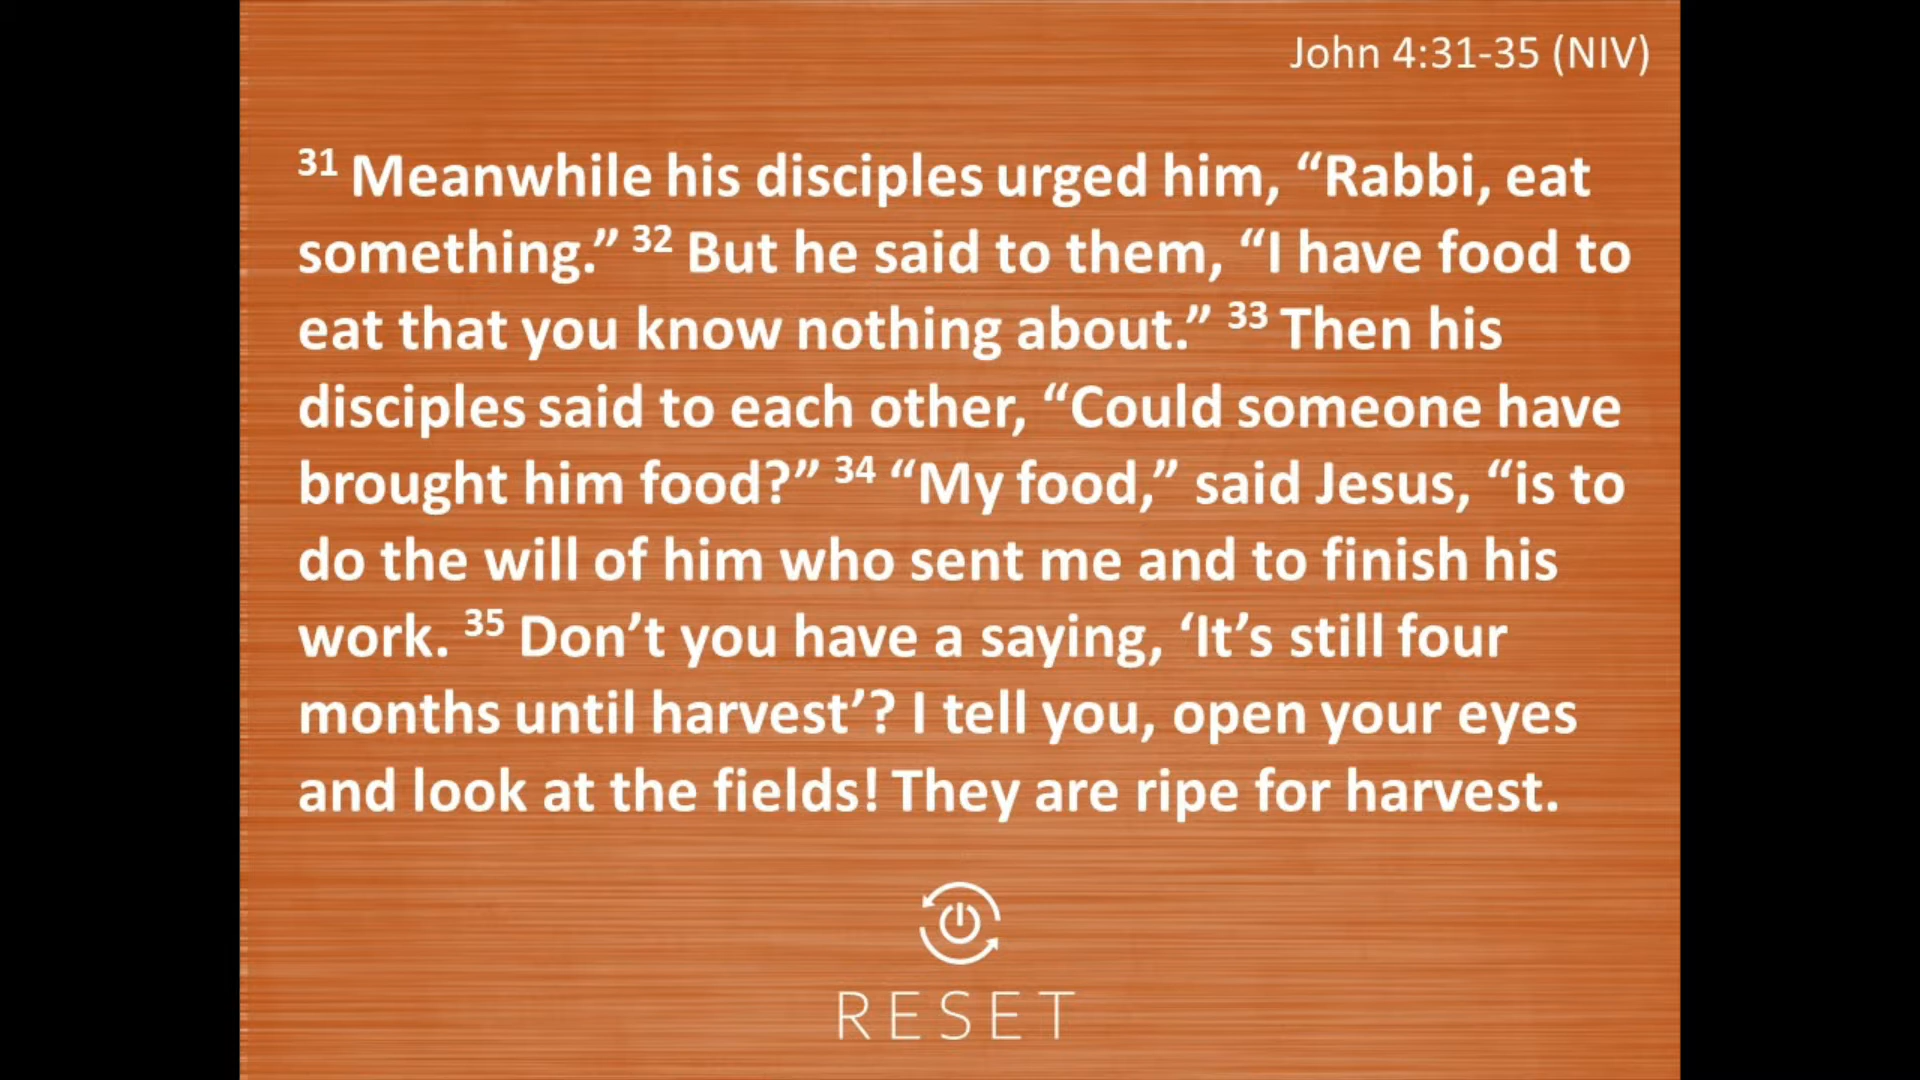 John 4:31-35 (NIV)
31 Meanwhile his disciples urged him, “Rabbi, eat
something.” 32 But he said to them, “I have food to
eat that you know nothing about.” 33 Then his
disciples said to each other, “Could someone have
brought him food?” 34 “My food,” said Jesus, “is to
do the will of him who sent me and to finish his
work. 35 Don’t you have a saying, ‘It’s still four
months until harvest’? I tell you, open your eyes
and look at the fields! They are ripe for harvest.
RESET